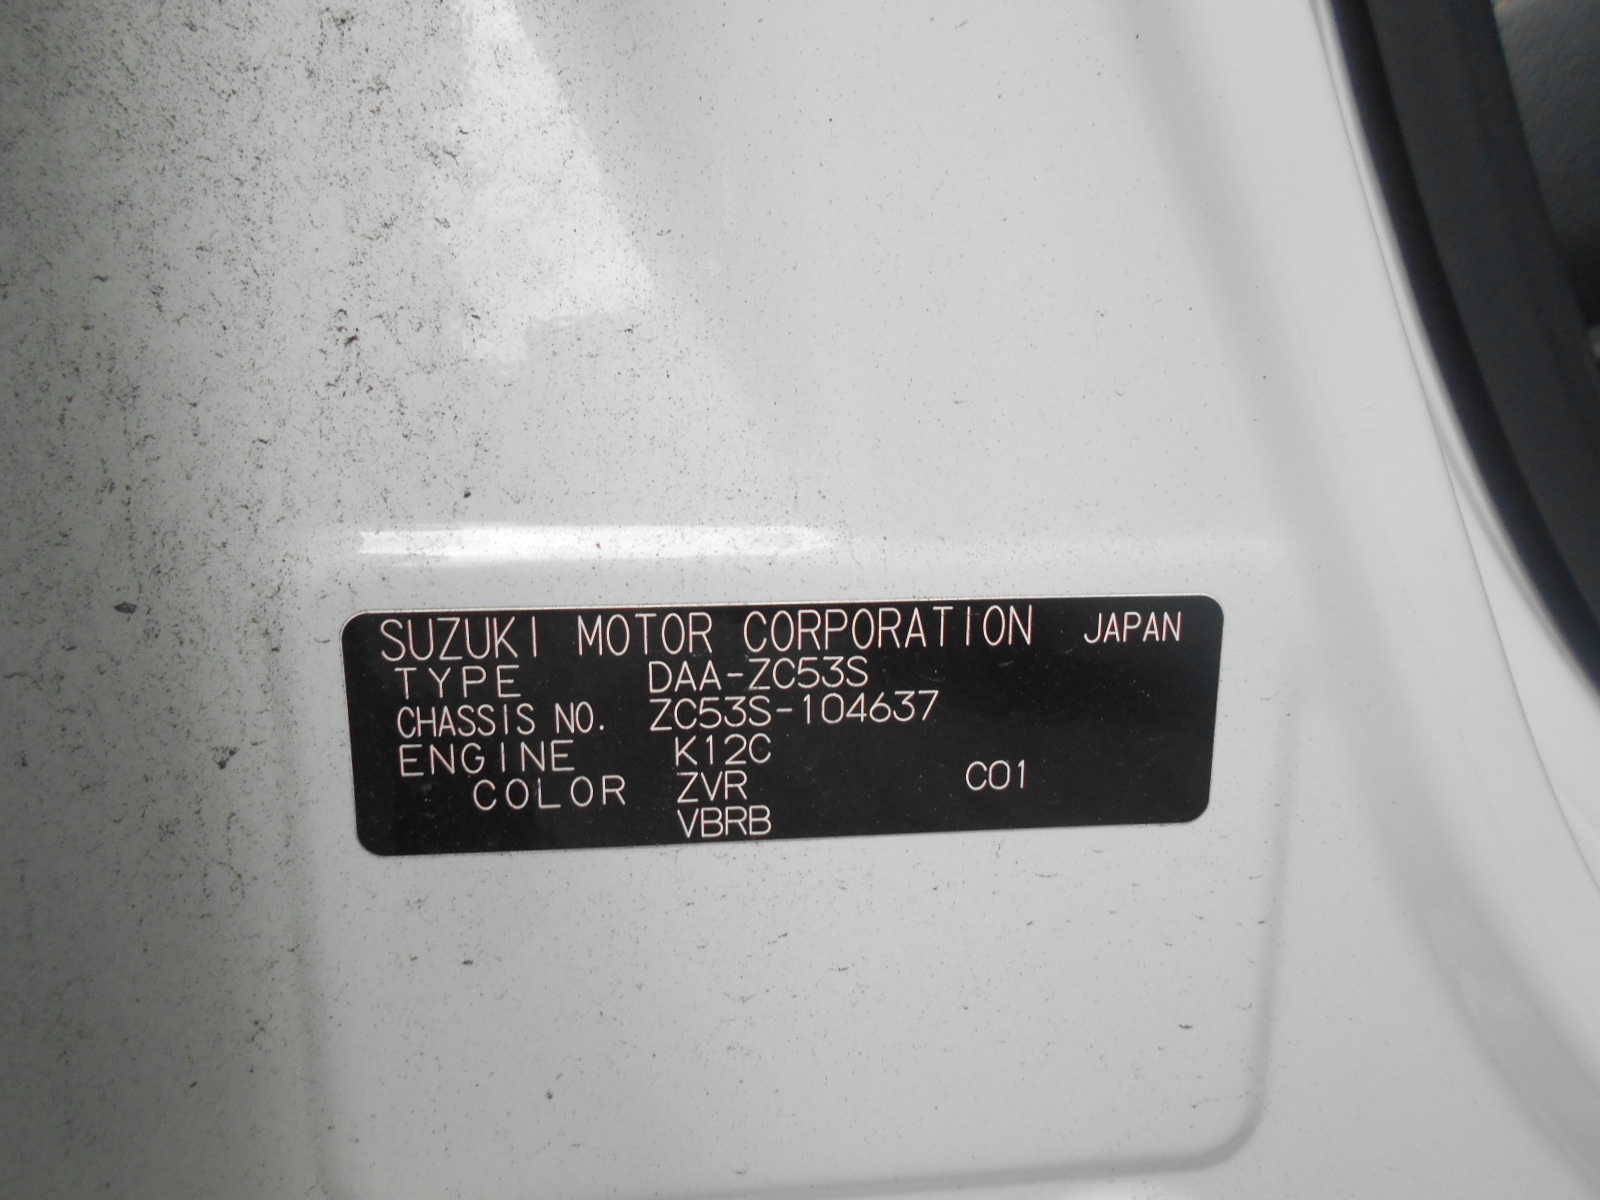 SUZUKI MOTOR CORPORATION JAPAN
TYPE DAA-ZC53S
CHASSIS NO. ZC53S-104637
ENGINE K12C
COLOR ZVR C01
VBRB